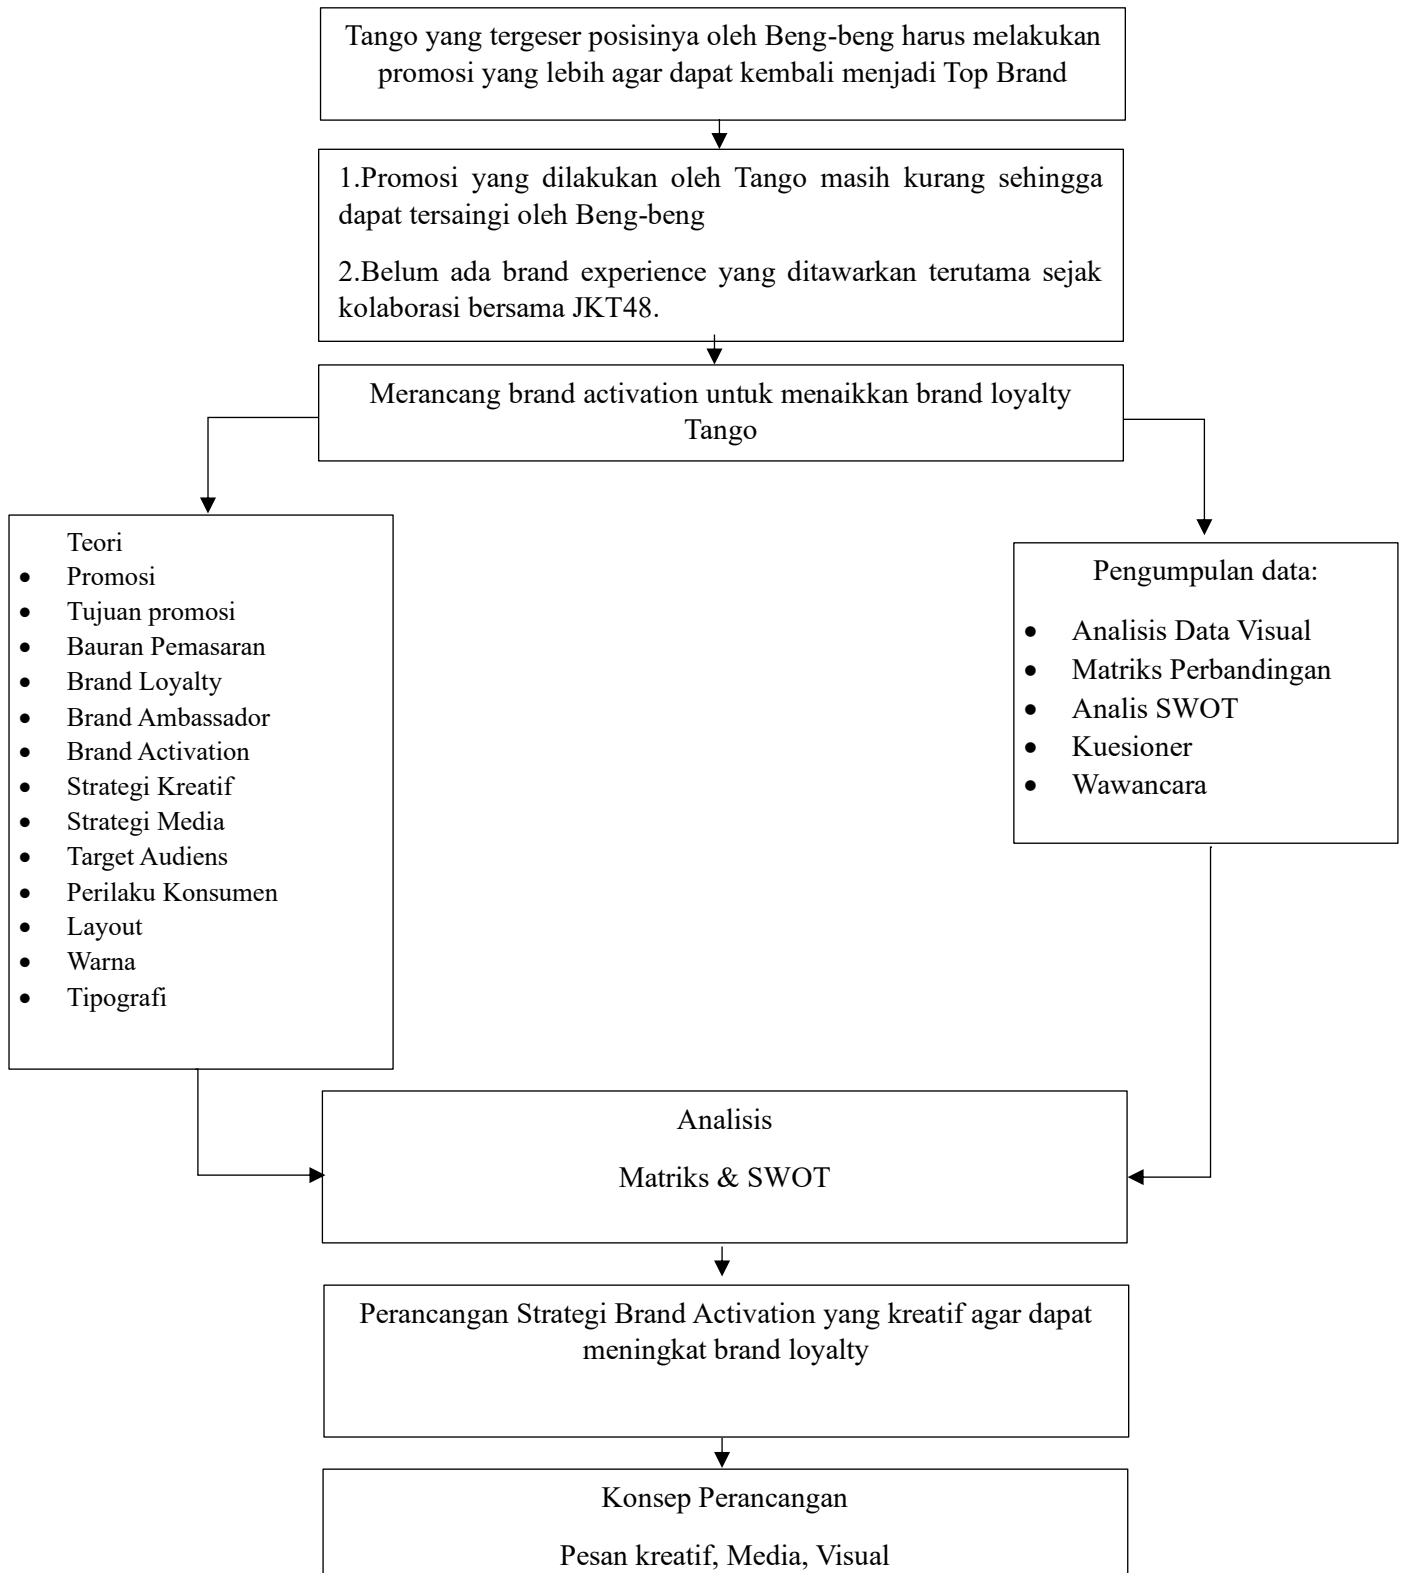 Tango yang tergeser posisinya oleh Beng-beng harus melakukan
promosi yang lebih agar dapat kembali menjadi Top Brand
1.Promosi yang dilakukan oleh Tango masih kurang sehingga
dapat tersaingi oleh Beng-beng
2.Belum ada brand experience yang ditawarkan terutama sejak
kolaborasi bersama JKT48.
Merancang brand activation untuk menaikkan brand loyalty
Tango
Teori
• Promosi
• Tujuan promosi
• Bauran Pemasaran
• Brand Loyalty
• Brand Ambassador
• Brand Activation
• Strategi Kreatif
• Strategi Media
• Target Audiens
• Perilaku Konsumen
• Layout
• Warna
• Tipografi
Pengumpulan data:
• Analisis Data Visual
• Matriks Perbandingan
• Analis SWOT
• Kuesioner
• Wawancara
Analisis
Matriks & SWOT
Perancangan Strategi Brand Activation yang kreatif agar dapat
meningkat brand loyalty
Konsep Perancangan
Pesan kreatif, Media, Visual